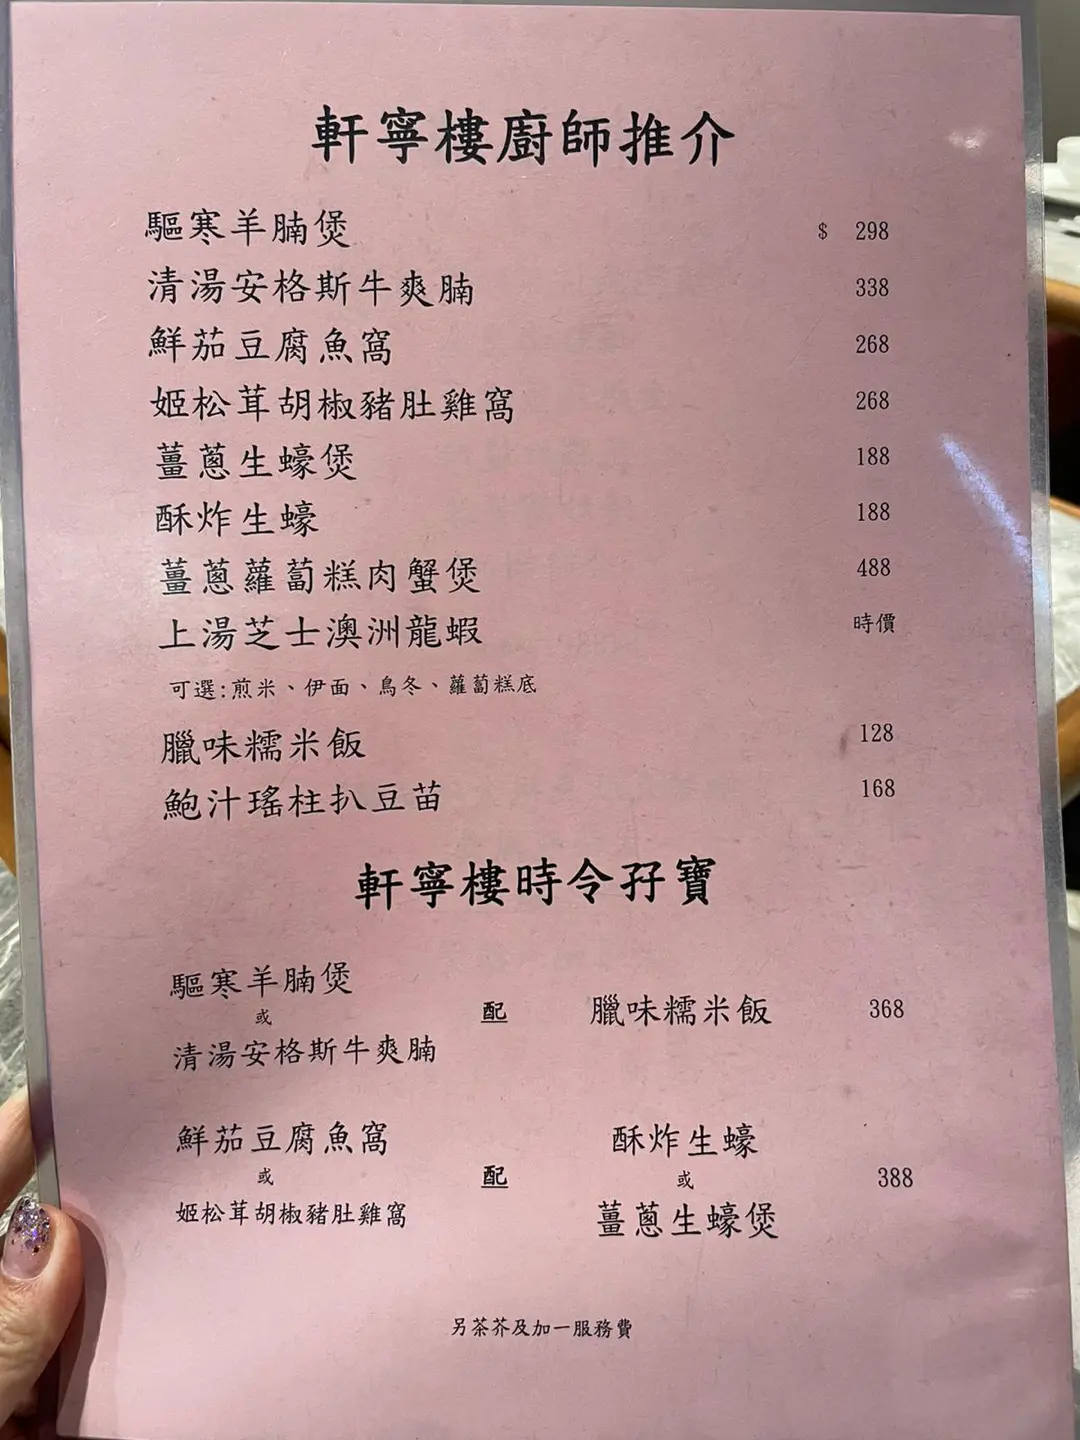 軒寧樓廚師推介
驅寒羊腩煲 $ 298
清湯安格斯牛爽腩 338
鮮茄豆腐魚窩 268
姬松茸胡椒豬肚雞窩 268
薑蔥生蠔煲 188
酥炸生蠔 188
薑蔥蘿蔔糕肉蟹煲 488
上湯芝士澳洲龍蝦 時價
可選:煎米、伊面、烏冬、蘿蔔糕底
臘味糯米飯 128
鮑汁瑤柱扒豆苗 168
軒寧樓時令孖寶
驅寒羊腩煲
或
清湯安格斯牛爽腩
配 臘味糯米飯 368
鮮茄豆腐魚窩
或
姬松茸胡椒豬肚雞窩
配
酥炸生蠔
或
薑蔥生蠔煲
388
另茶芥及加一服務費